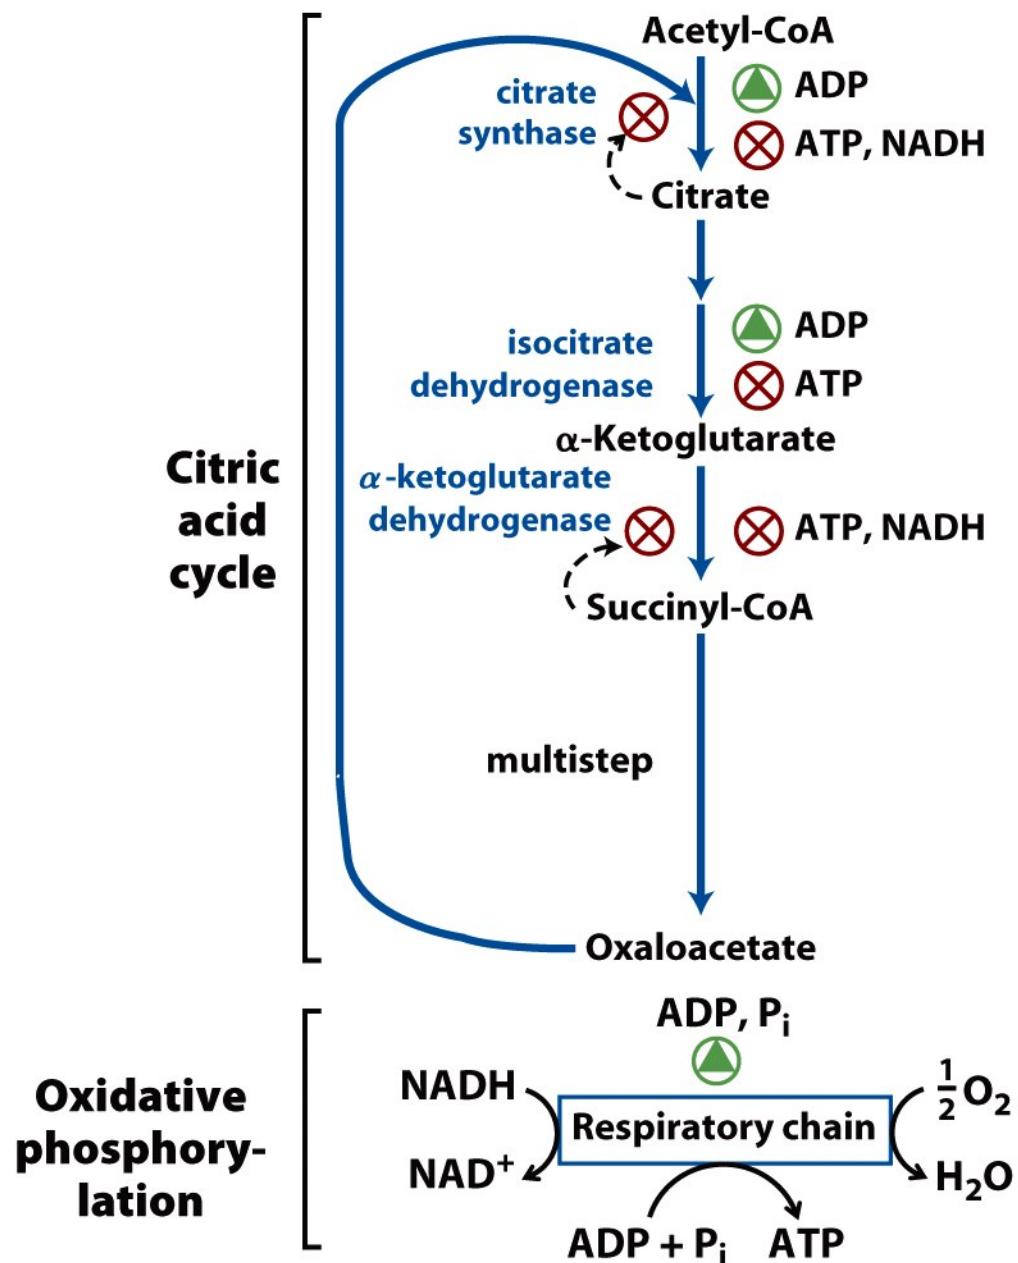 Acetyl-CoA
citrate
synthase
ADP
ATP, NADH
Citrate
isocitrate
dehydrogenase
ADP
ATP
α-Ketoglutarate
α-ketoglutarate
dehydrogenase
ATP, NADH
Succinyl-CoA
Citric
acid
cycle
multistep
Oxaloacetate
Oxidative
phosphory-
lation
ADP, Pᵢ
NADH
½O₂
Respiratory chain
NAD⁺
H₂O
ADP + Pᵢ
ATP